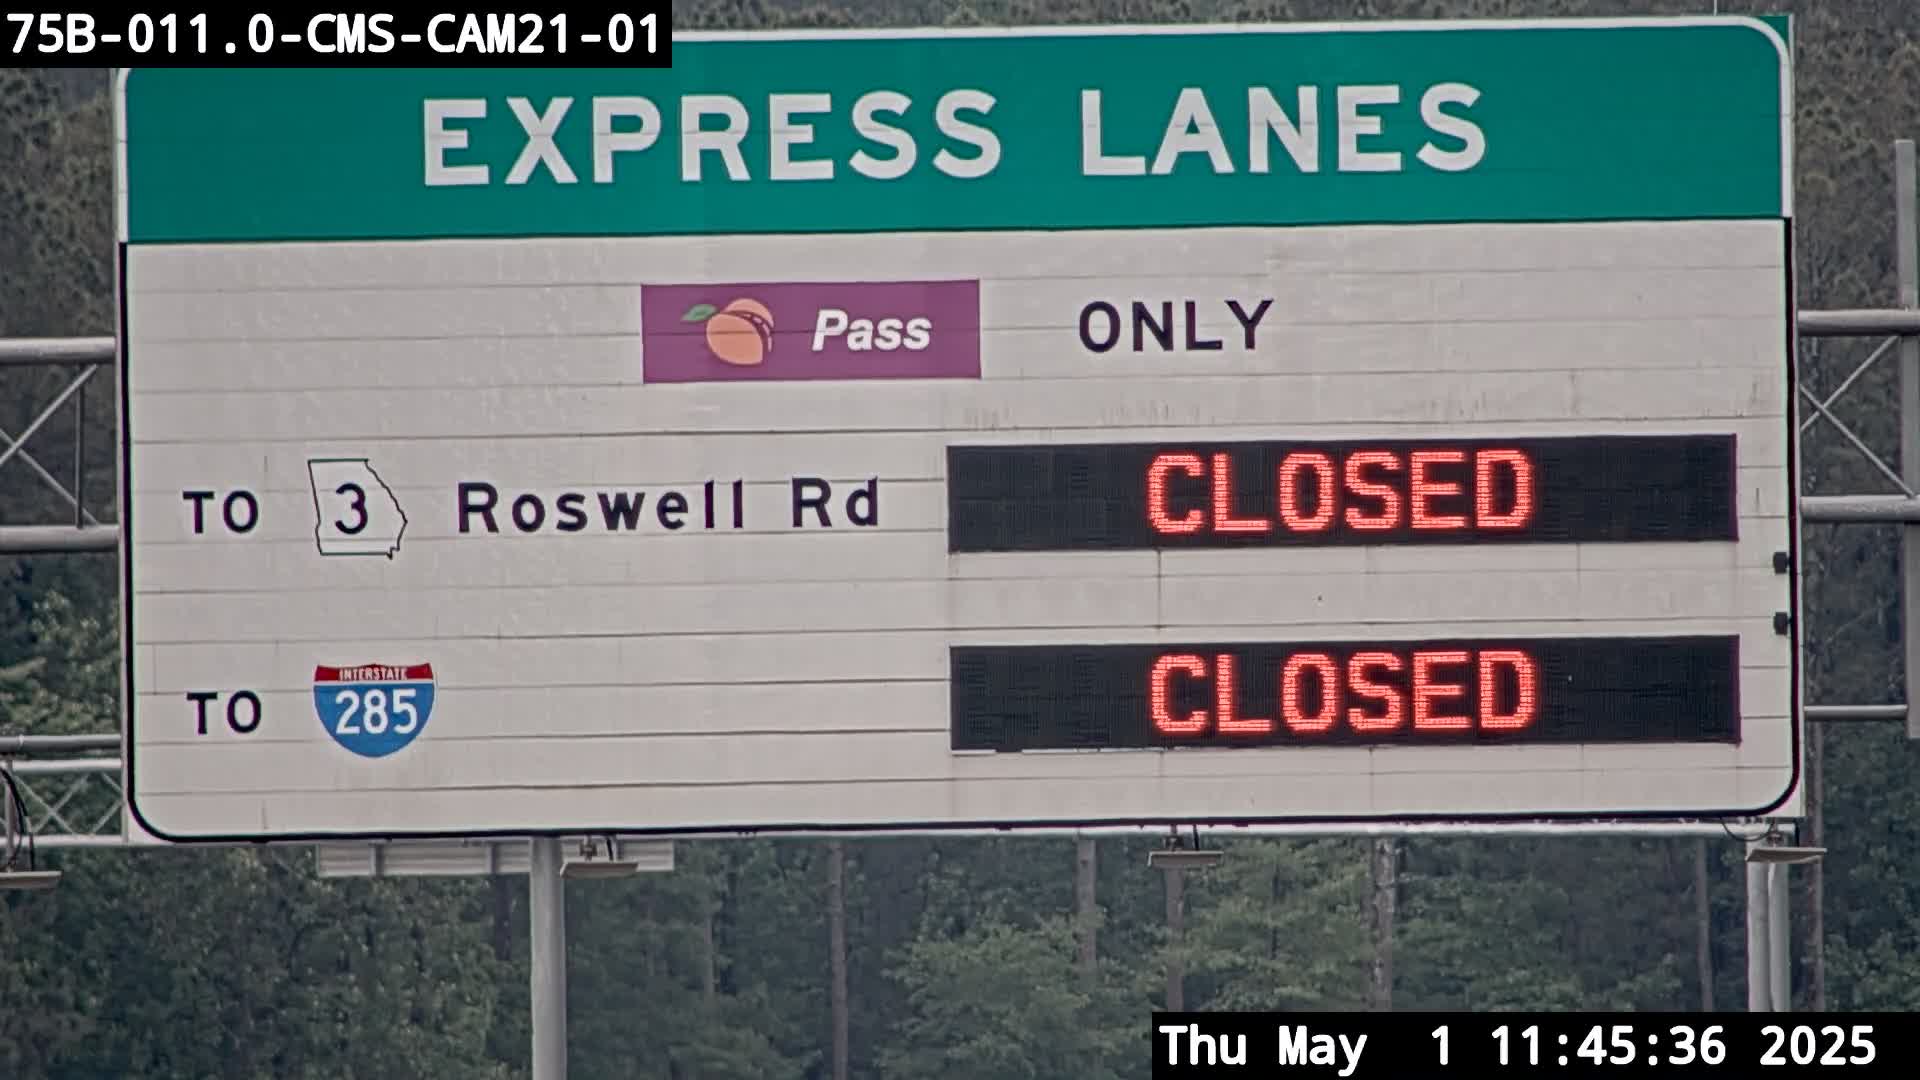 75B-011.0-CMS-CAM21-01
EXPRESS LANES
Pass ONLY
TO 3 Roswell Rd CLOSED
TO INTERSTATE 285 CLOSED
Thu May 1 11:45:36 2025